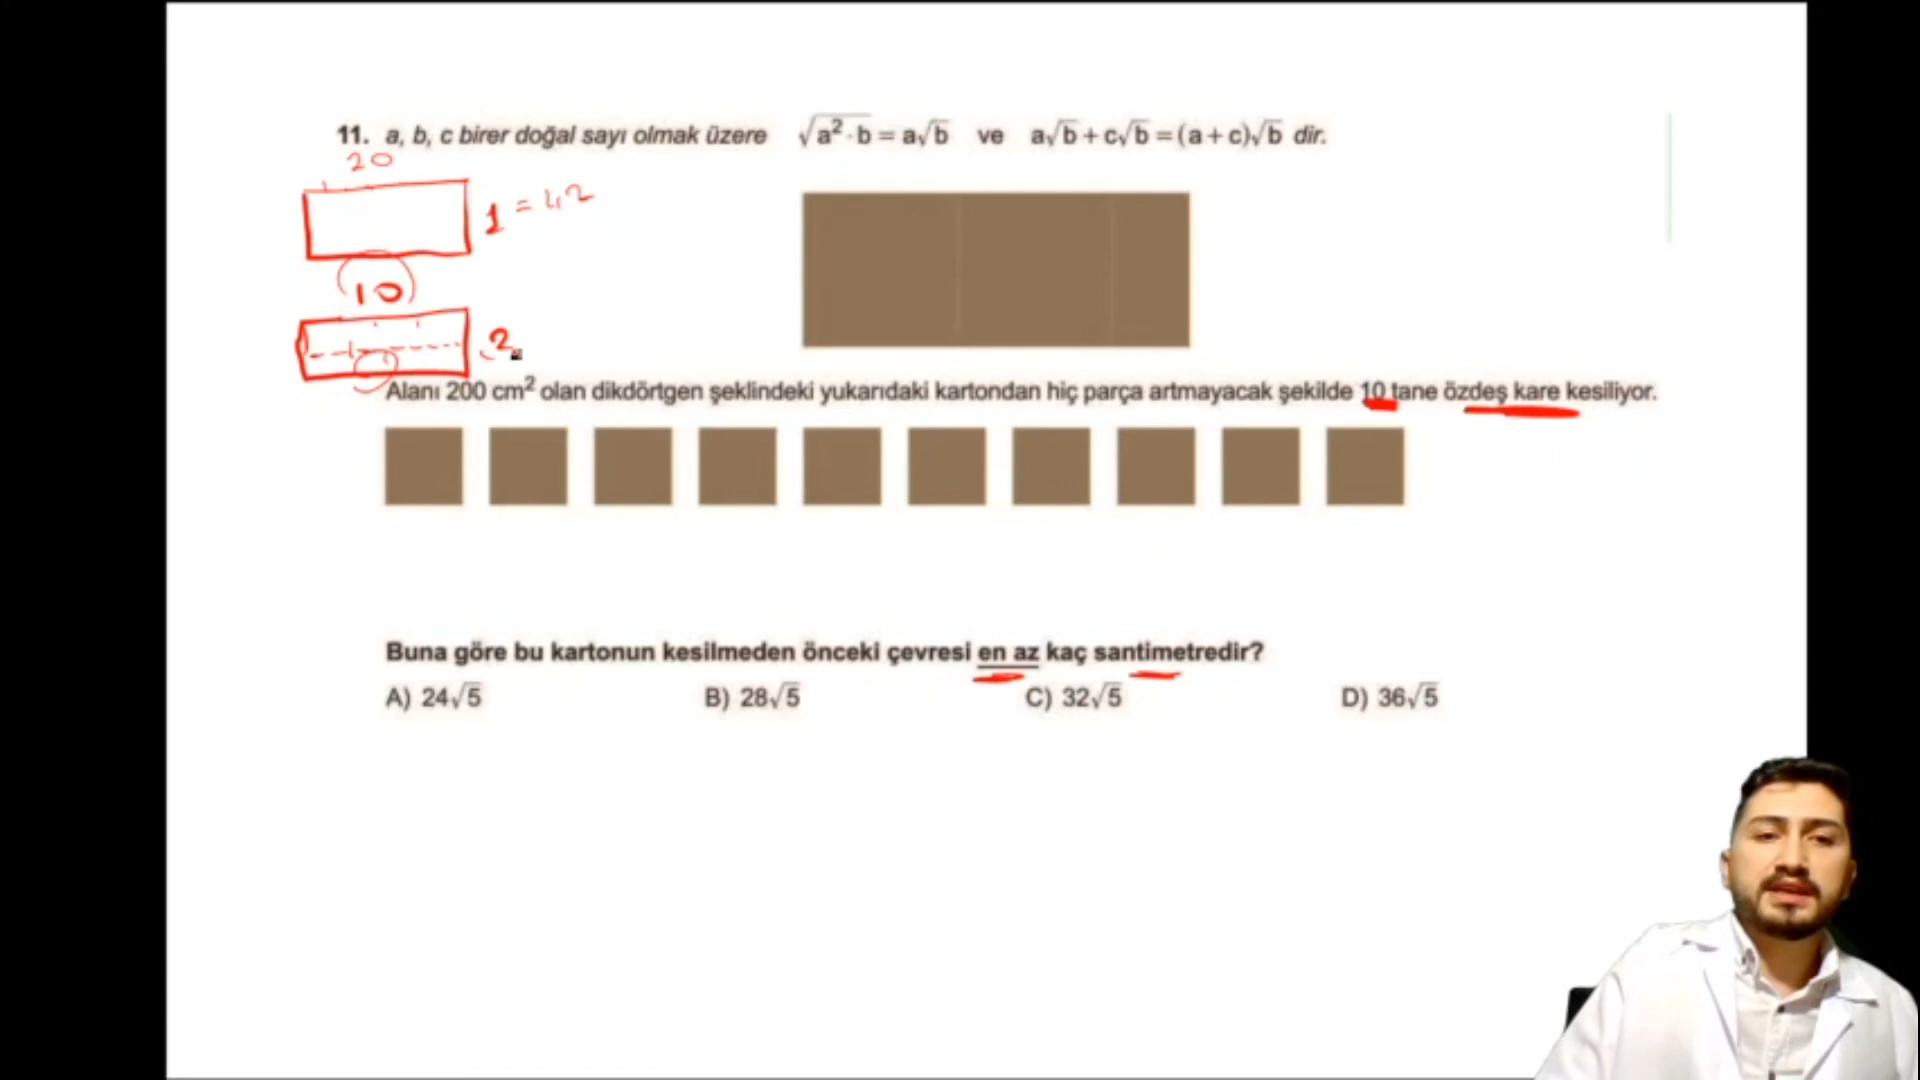 11. a, b, c birer doğal sayı olmak üzere √a²·b = a√b ve a√b + c√b = (a + c)√b dir.
20
1 = 42
10
2
Alanı 200 cm² olan dikdörtgen şeklindeki yukarıdaki kartondan hiç parça artmayacak şekilde 10 tane özdeş kare kesiliyor.
Buna göre bu kartonun kesilmeden önceki çevresi en az kaç santimetredir?
A) 24√5 B) 28√5 C) 32√5 D) 36√5